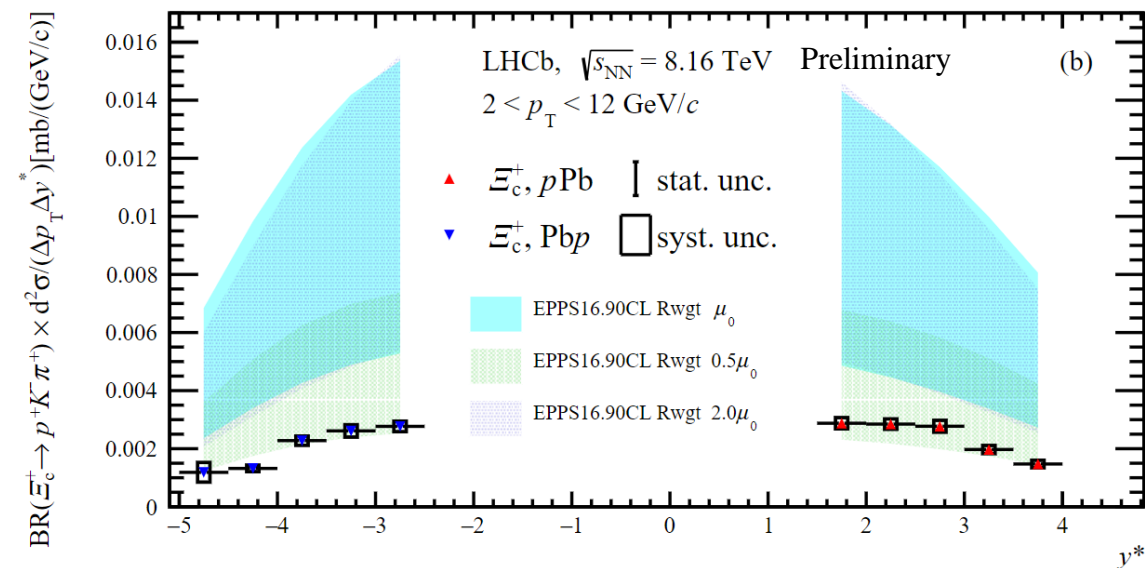 BR(Ξc+ → p+K-π+) × d²σ/(ΔpTΔy*)[mb/(GeV/c)]
0.016
0.014
0.012
0.01
0.008
0.006
0.004
0.002
0
LHCb, √sNN = 8.16 TeV Preliminary (b)
2 < pT < 12 GeV/c
Ξc+, pPb stat. unc.
Ξc+, Pbp syst. unc.
EPPS16.90CL Rwgt μ0
EPPS16.90CL Rwgt 0.5μ0
EPPS16.90CL Rwgt 2.0μ0
−5 −4 −3 −2 −1 0 1 2 3 4
y*